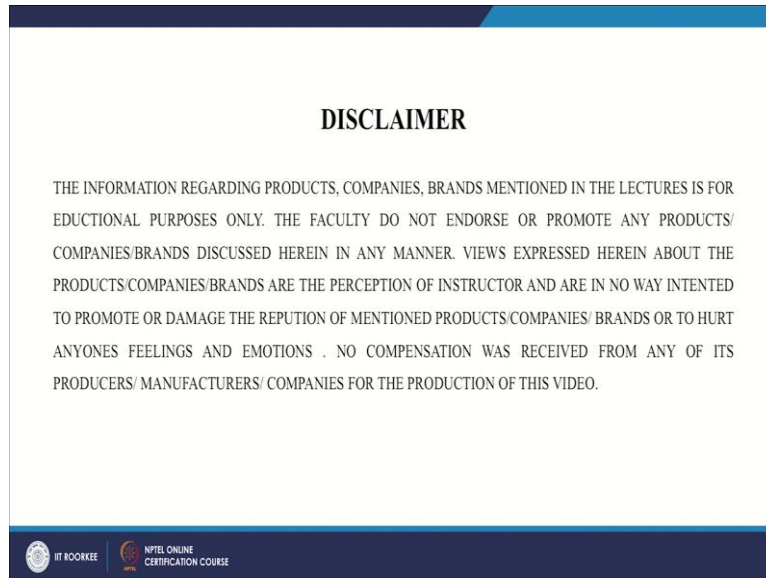 DISCLAIMER
THE INFORMATION REGARDING PRODUCTS, COMPANIES, BRANDS MENTIONED IN THE LECTURES IS FOR
EDUCTIONAL PURPOSES ONLY. THE FACULTY DO NOT ENDORSE OR PROMOTE ANY PRODUCTS/
COMPANIES/BRANDS DISCUSSED HEREIN IN ANY MANNER. VIEWS EXPRESSED HEREIN ABOUT THE
PRODUCTS/COMPANIES/BRANDS ARE THE PERCEPTION OF INSTRUCTOR AND ARE IN NO WAY INTENTED
TO PROMOTE OR DAMAGE THE REPUTION OF MENTIONED PRODUCTS/COMPANIES/ BRANDS OR TO HURT
ANYONES FEELINGS AND EMOTIONS . NO COMPENSATION WAS RECEIVED FROM ANY OF ITS
PRODUCERS/ MANUFACTURERS/ COMPANIES FOR THE PRODUCTION OF THIS VIDEO.
IIT ROORKEE
NPTEL
NPTEL ONLINE
CERTIFICATION COURSE